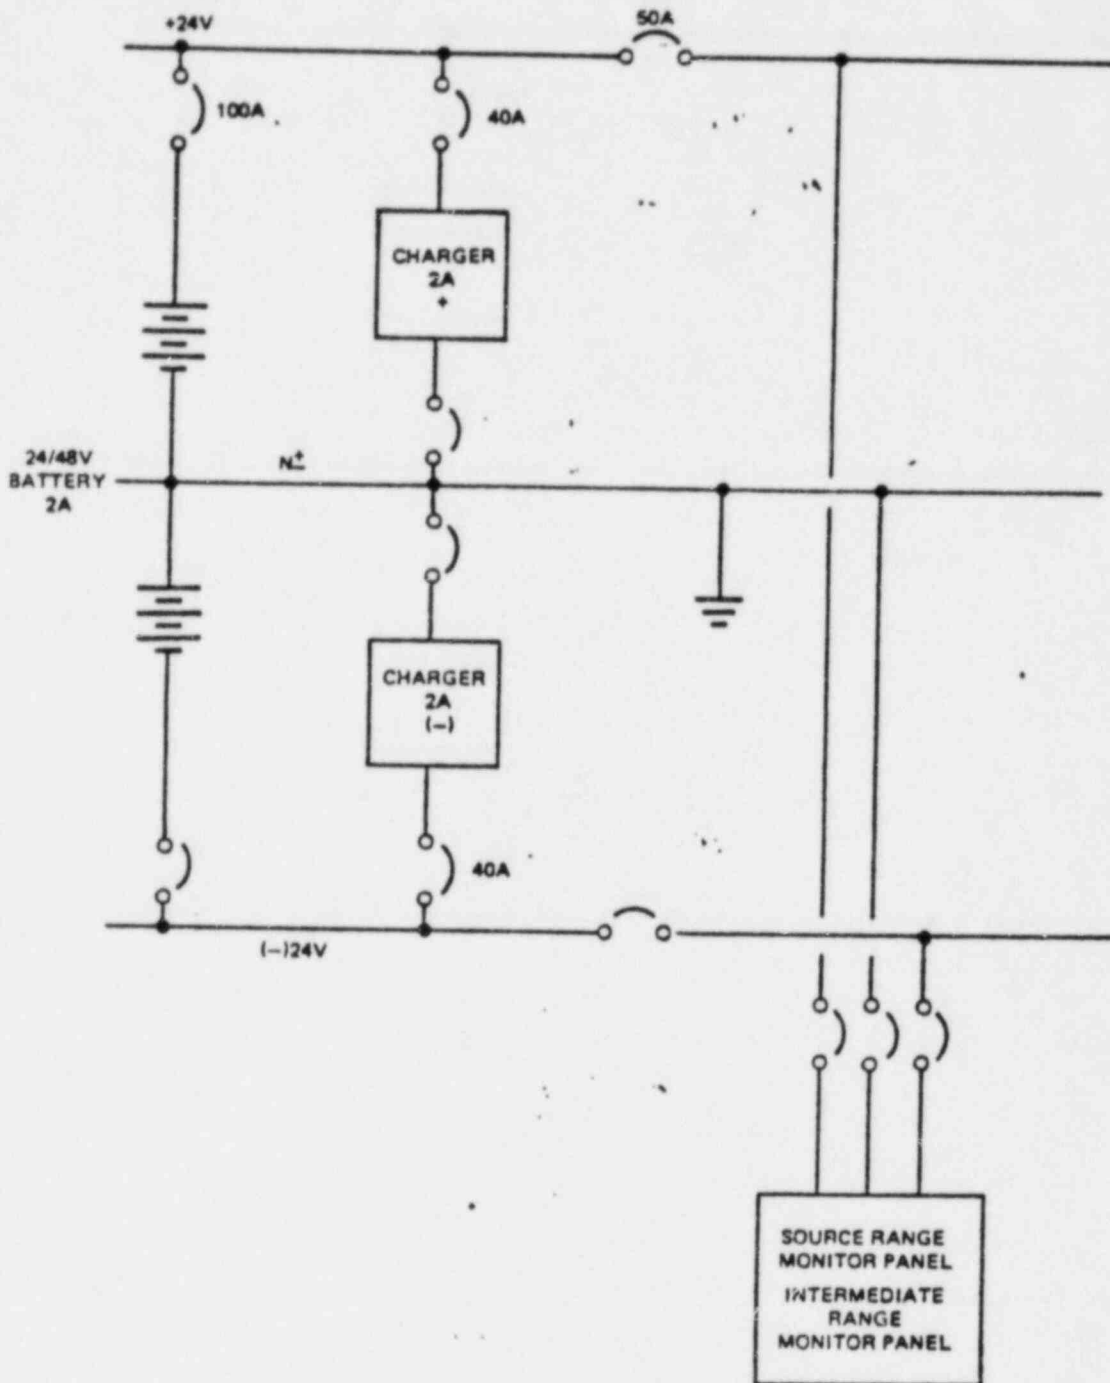 +24V
50A
100A
40A
CHARGER
2A
+
24/48V
BATTERY
2A
N±
CHARGER
2A
(−)
40A
(−)24V
SOURCE RANGE
MONITOR PANEL
INTERMEDIATE
RANGE
MONITOR PANEL